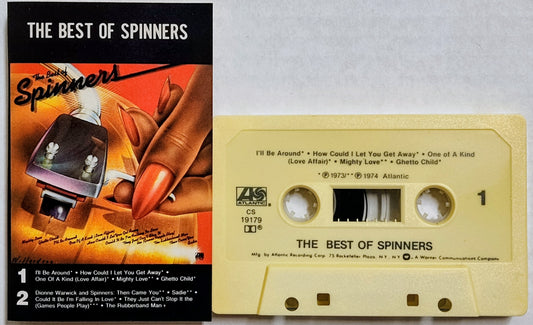 THE BEST OF SPINNERS
The Best of
Spinners
1 I'll Be Around* • How Could I Let You Get Away* •
One Of A Kind (Love Affair)* • Mighty Love** • Ghetto Child*
2 Dionne Warwick and Spinners: Then Came You** • Sadie** •
Could It Be I'm Falling In Love* • They Just Can't Stop It the
(Games People Play)*** • The Rubberband Man +
I'll Be Around* • How Could I Let You Get Away* • One of A Kind
(Love Affair)* • Mighty Love** • Ghetto Child*
*℗1973/**℗ 1974 Atlantic
ATLANTIC
CS
19179
1
THE BEST OF SPINNERS
Mfg. by Atlantic Recording Corp. 75 Rockefeller Plaza, N.Y., N.Y. A Warner Communications Company